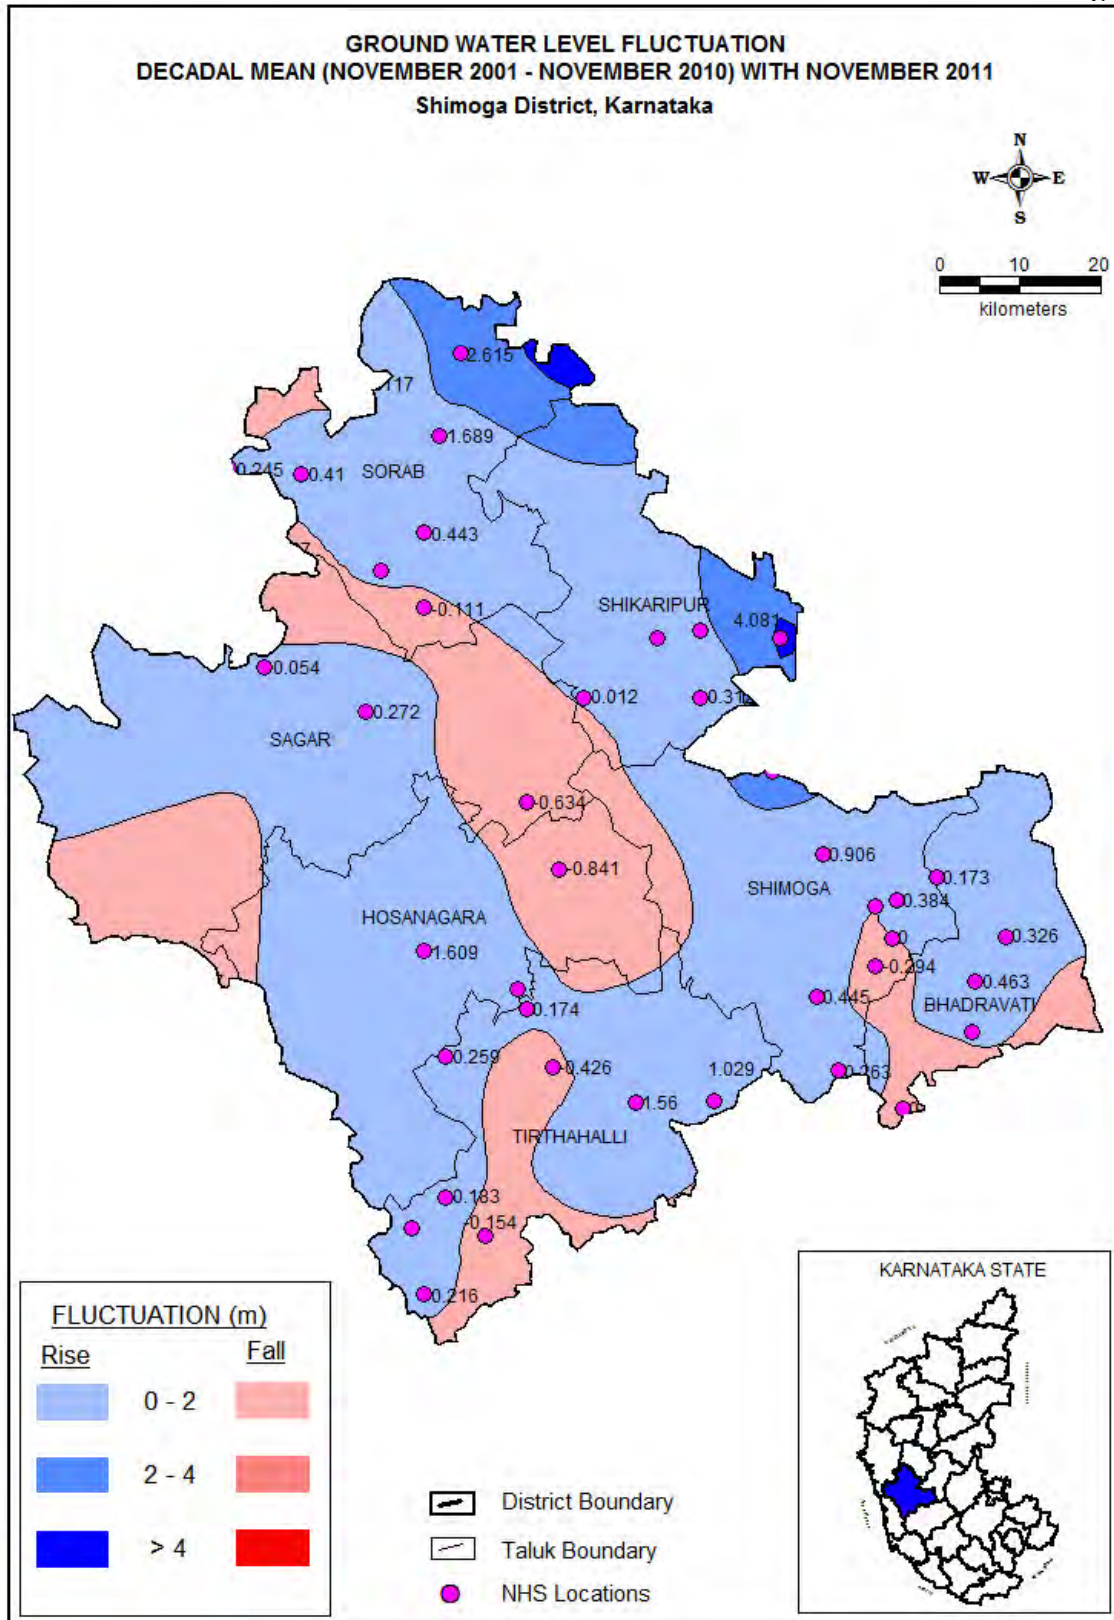 GROUND WATER LEVEL FLUCTUATION
DECADAL MEAN (NOVEMBER 2001 - NOVEMBER 2010) WITH NOVEMBER 2011
Shimoga District, Karnataka
N
W E
S
0 10 20
kilometers
2.615
117
1.689
0.245
0.41
SORAB
0.443
7
-0.111
SHIKARIPUR
4.081
0.054
0.012
0.272
SAGAR
-0.634
0.906
-0.841
0.173
SHIMOGA
0.384
HOSANAGARA
0
0.326
1.609
-0.294
0.463
0.445
BHADRAVATI
0.174
0.259
-0.426
1.029
0.263
1.56
TIRTHAHALLI
0.183
-0.154
0.216
FLUCTUATION (m)
Rise Fall
0 - 2
2 - 4
> 4
District Boundary
Taluk Boundary
NHS Locations
KARNATAKA STATE